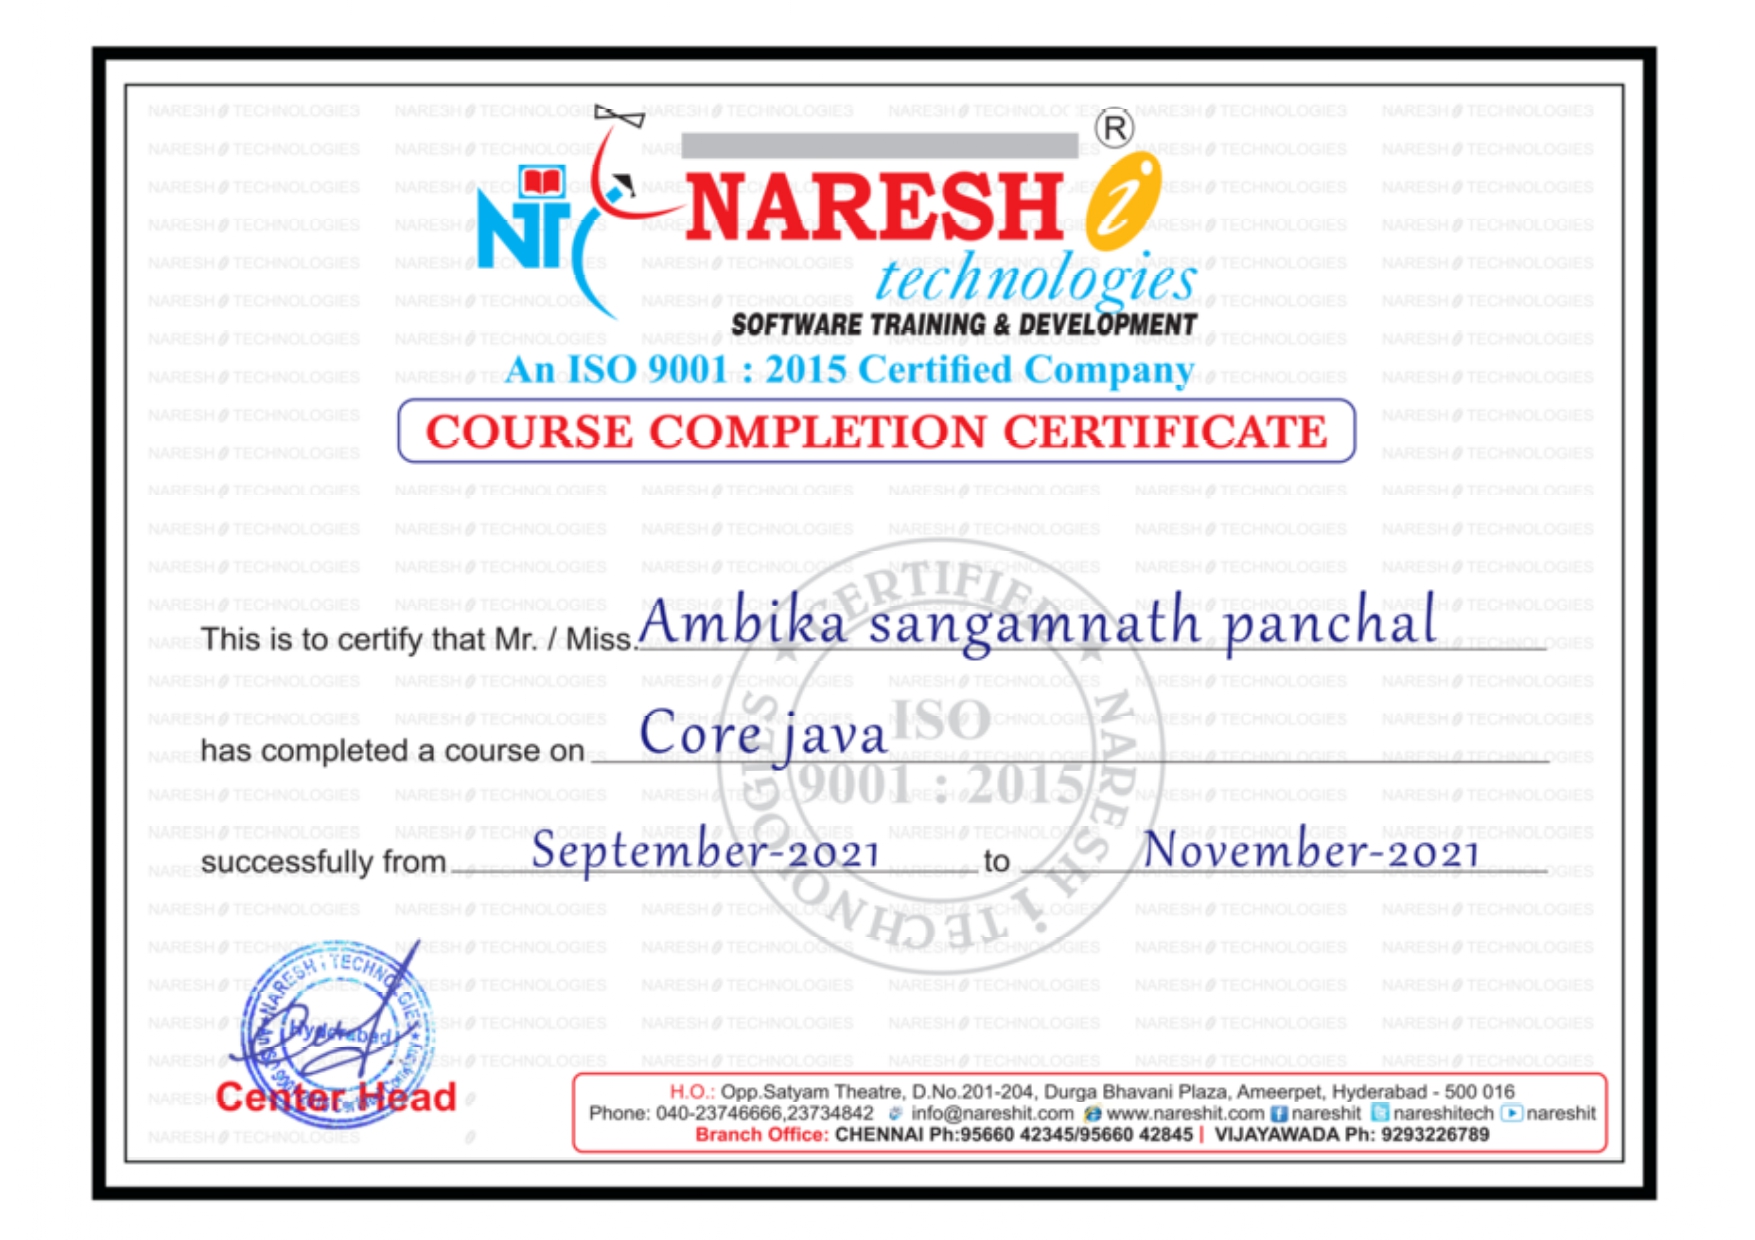 NARESH i ®
technologies
SOFTWARE TRAINING & DEVELOPMENT
An ISO 9001 : 2015 Certified Company
COURSE COMPLETION CERTIFICATE
This is to certify that Mr. / Miss. Ambika sangamnath panchal
has completed a course on Core java
successfully from September-2021 to November-2021
CERTIFIED ★ NARESH i TECHNOLOGIES ★
ISO
9001 : 2015
NARESH i TECHNOLOGIES
Hyderabad
Center Head
H.O.: Opp.Satyam Theatre, D.No.201-204, Durga Bhavani Plaza, Ameerpet, Hyderabad - 500 016
Phone: 040-23746666,23734842 info@nareshit.com www.nareshit.com nareshit nareshitech nareshit
Branch Office: CHENNAI Ph:95660 42345/95660 42845 | VIJAYAWADA Ph: 9293226789